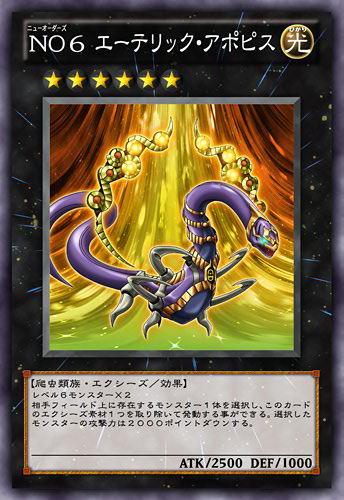 ニューオーダーズ
NO6 エーテリック・アポピス
ひかり
光
【爬虫類族・エクシーズ/効果】
レベル6モンスター×2
相手フィールド上に存在するモンスター1体を選択し、このカード
のエクシーズ素材1つを取り除いて発動する事ができる。選択した
モンスターの攻撃力は2000ポイントダウンする。
ATK/2500 DEF/1000